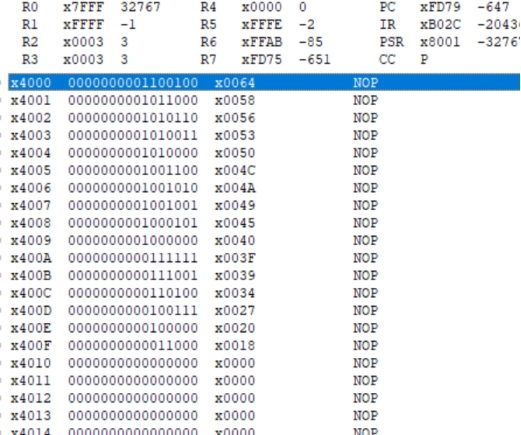 R0 x7FFF 32767 R4 x0000 0 PC xFD79 -647
R1 xFFFF -1 R5 xFFFE -2 IR xB02C -2043
R2 x0003 3 R6 xFFAB -85 PSR x8001 -3276
R3 x0003 3 R7 xFD75 -651 CC P
x4000 0000000001100100 x0064 NOP
x4001 0000000001011000 x0058 NOP
x4002 0000000001010110 x0056 NOP
x4003 0000000001010011 x0053 NOP
x4004 0000000001010000 x0050 NOP
x4005 0000000001001100 x004C NOP
x4006 0000000001001010 x004A NOP
x4007 0000000001001001 x0049 NOP
x4008 0000000001000101 x0045 NOP
x4009 0000000001000000 x0040 NOP
x400A 0000000000111111 x003F NOP
x400B 0000000000111001 x0039 NOP
x400C 0000000000110100 x0034 NOP
x400D 0000000000100111 x0027 NOP
x400E 0000000000100000 x0020 NOP
x400F 0000000000011000 x0018 NOP
x4010 0000000000000000 x0000 NOP
x4011 0000000000000000 x0000 NOP
x4012 0000000000000000 x0000 NOP
x4013 0000000000000000 x0000 NOP
x4014 0000000000000000 x0000 NOP